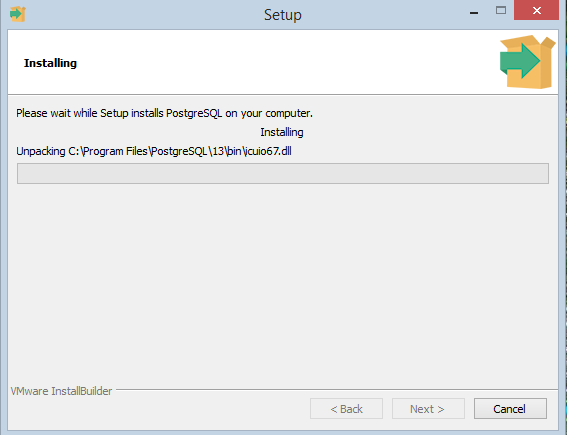 Setup
Installing
Please wait while Setup installs PostgreSQL on your computer.
Installing
Unpacking C:\Program Files\PostgreSQL\13\bin\icuio67.dll
VMware InstallBuilder
< Back
Next >
Cancel